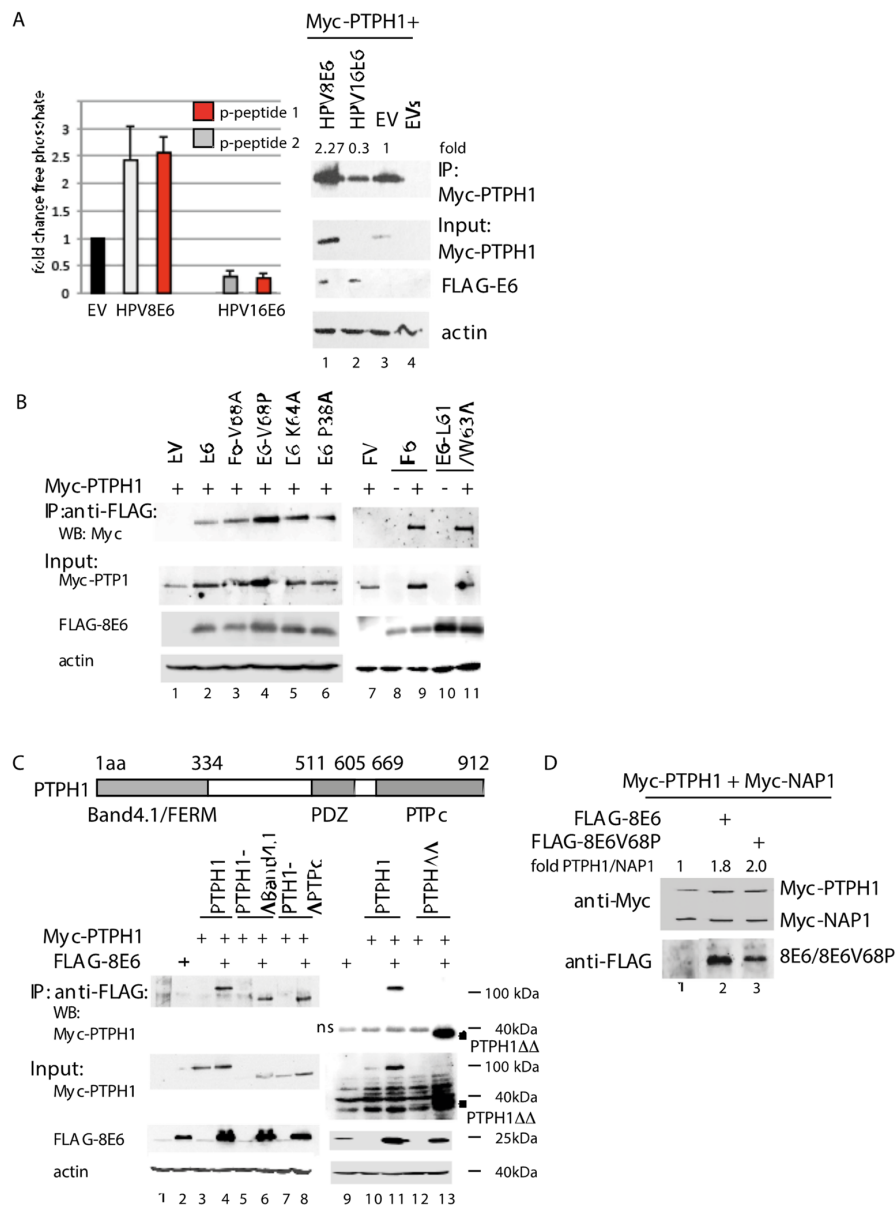 A
Myc-PTPH1+
HPV8E6
HPV16E6
EV
EVs
fold change free phosphate
3
2.5
2
1.5
1
0.5
0
p-peptide 1
p-peptide 2
EV HPV8E6 HPV16E6
2.27 0.3 1 fold
IP:
Myc-PTPH1
Input:
Myc-PTPH1
FLAG-E6
actin
1 2 3 4
B
EV
E6
E6-V68A
E6-V68P
E6 K64A
E6 P38A
EV
E6
E6-L61
/W63A
Myc-PTPH1 + + + + + + + - + - +
IP:anti-FLAG:
WB: Myc
Input:
Myc-PTP1
FLAG-8E6
actin
1 2 3 4 5 6 7 8 9 10 11
C
1aa 334 511 605 669 912
PTPH1
Band4.1/FERM PDZ PTPc
PTPH1
PTPH1-
ΔBand4.1
PTH1-
ΔPTPc
PTPH1
PTPHΔΔ
Myc-PTPH1 + + + + + + + + + +
FLAG-8E6 + + + + + + +
IP: anti-FLAG:
WB:
Myc-PTPH1
100 kDa
ns
40kDa
PTPH1ΔΔ
Input:
Myc-PTPH1
100 kDa
40kDa
PTPH1ΔΔ
FLAG-8E6
25kDa
actin
40kDa
1 2 3 4 5 6 7 8 9 10 11 12 13
D
Myc-PTPH1 + Myc-NAP1
FLAG-8E6 +
FLAG-8E6V68P +
fold PTPH1/NAP1 1 1.8 2.0
anti-Myc
Myc-PTPH1
Myc-NAP1
anti-FLAG
8E6/8E6V68P
1 2 3